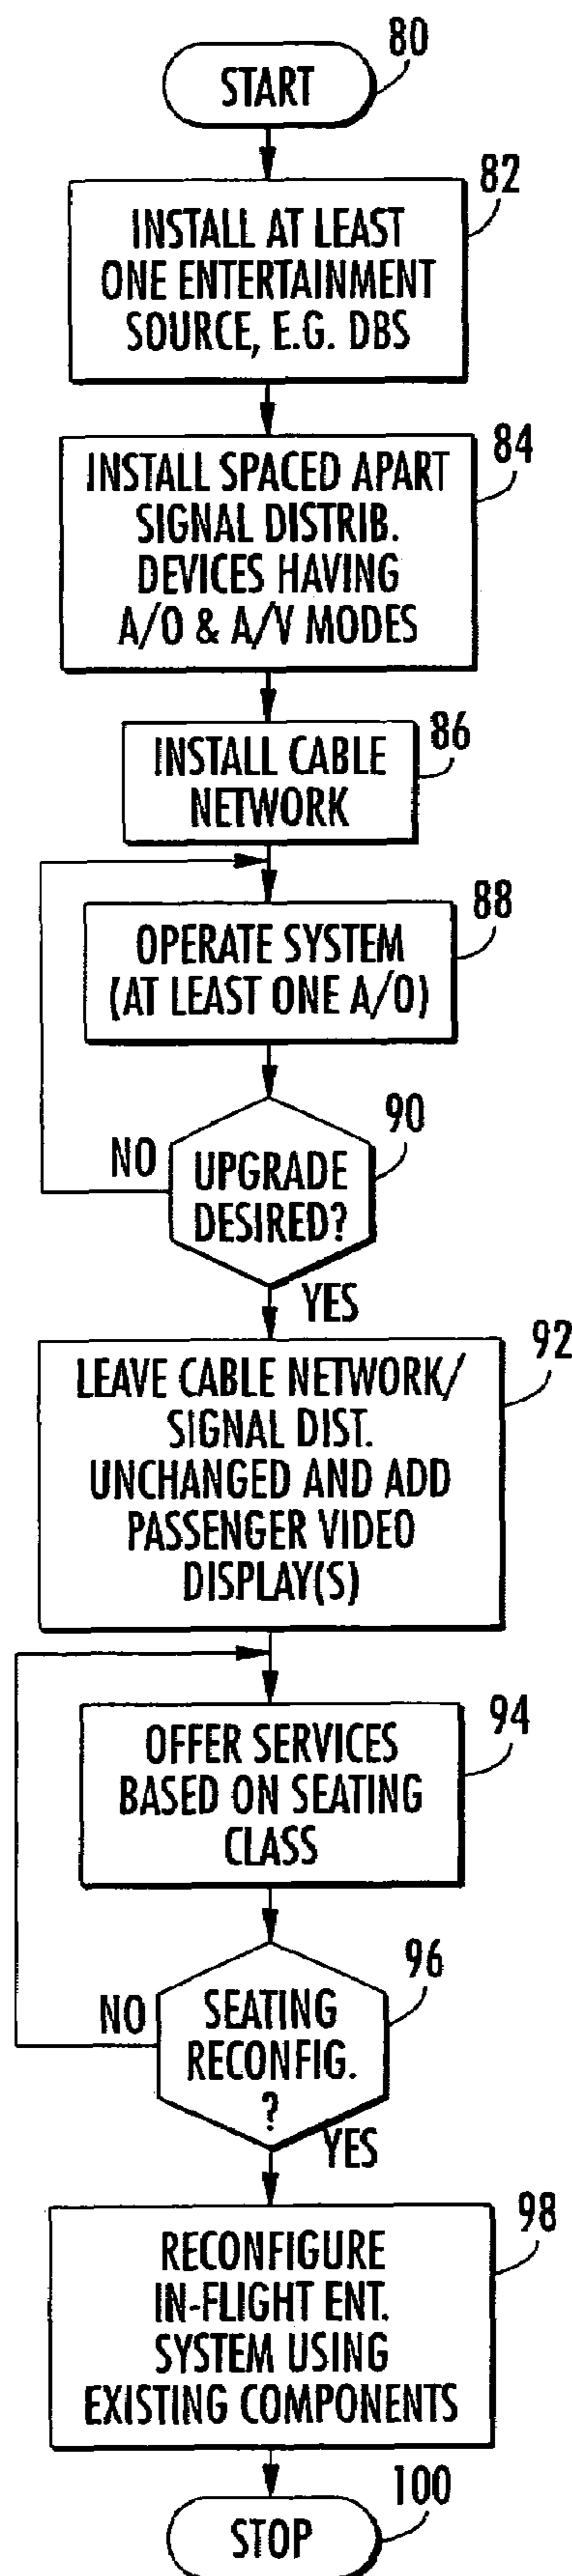 80
START
82
INSTALL AT LEAST
ONE ENTERTAINMENT
SOURCE, E.G. DBS
84
INSTALL SPACED APART
SIGNAL DISTRIB.
DEVICES HAVING
A/O & A/V MODES
86
INSTALL CABLE
NETWORK
88
OPERATE SYSTEM
(AT LEAST ONE A/O)
90
NO
UPGRADE
DESIRED?
YES
92
LEAVE CABLE NETWORK/
SIGNAL DIST.
UNCHANGED AND ADD
PASSENGER VIDEO
DISPLAY(S)
94
OFFER SERVICES
BASED ON SEATING
CLASS
96
NO
SEATING
RECONFIG.
?
YES
98
RECONFIGURE
IN-FLIGHT ENT.
SYSTEM USING
EXISTING COMPONENTS
100
STOP